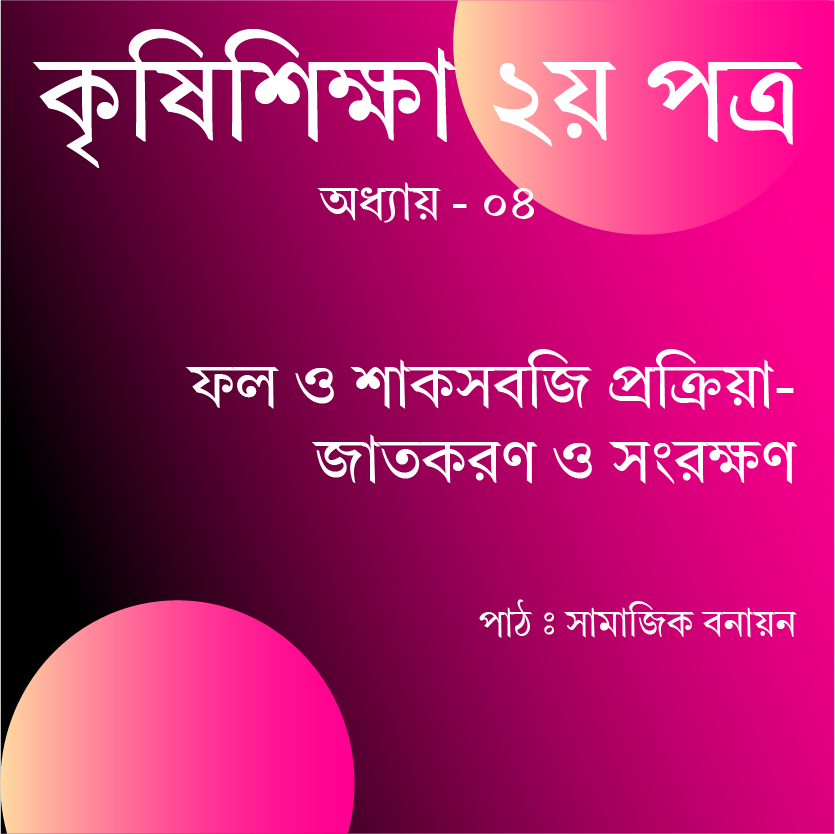 কৃষিশিক্ষা ২য় পত্র
অধ্যায় - ০৪
ফল ও শাকসবজি প্রক্রিয়া-
জাতকরণ ও সংরক্ষণ
পাঠ ঃ সামাজিক বনায়ন